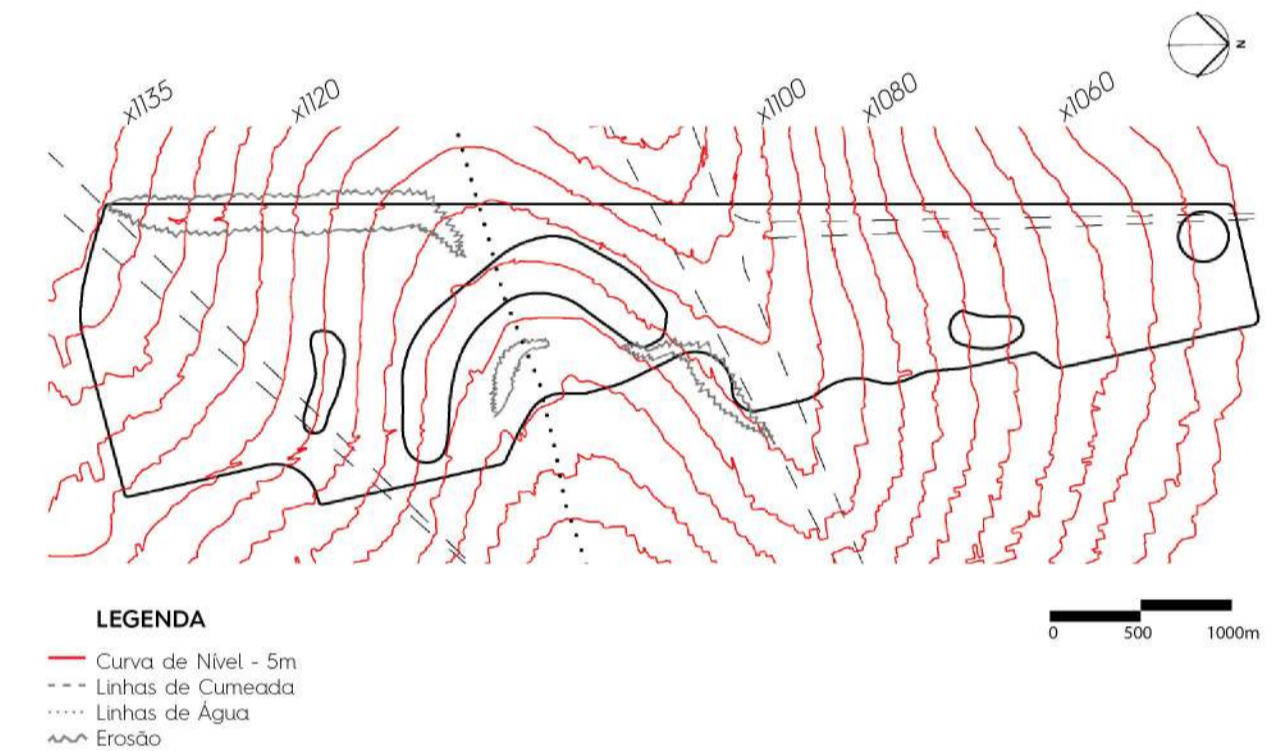 N
x1135
x1120
x1100
x1080
x1060
LEGENDA
Curva de Nível - 5m
Linhas de Cumeada
Linhas de Água
Erosão
0 500 1000m